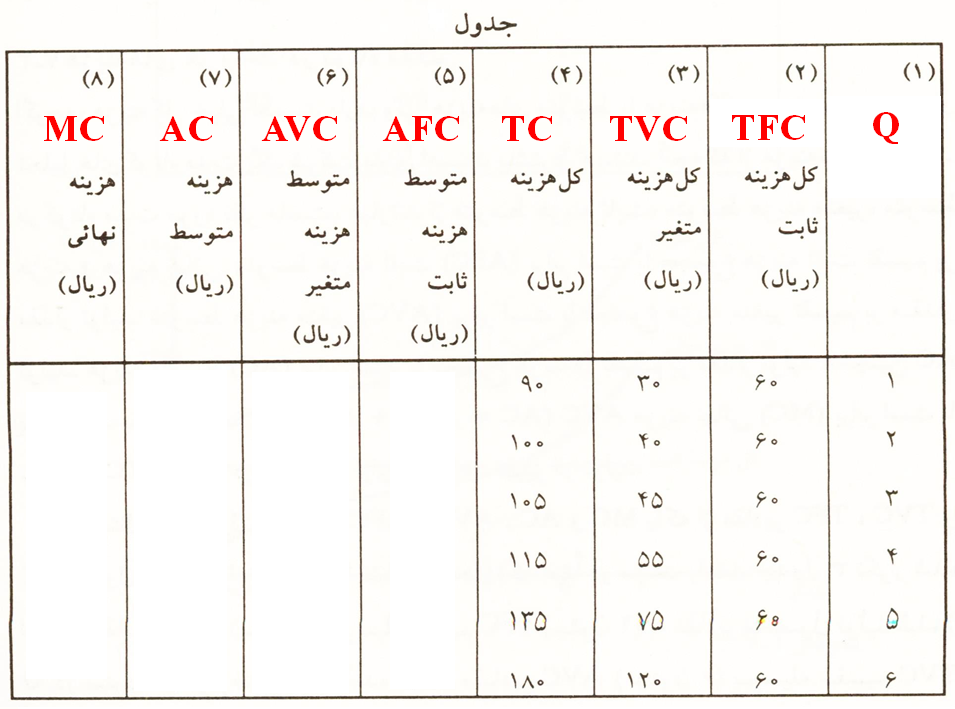 جدول
(۱) (۲) (۳) (۴) (۵) (۶) (۷) (۸)
Q TFC TVC TC AFC AVC AC MC
کل هزینه کل هزینه کل هزینه متوسط متوسط هزینه هزینه
ثابت متغیر هزینه هزینه متوسط نهائی
(ریال) (ریال) (ریال) ثابت متغیر (ریال) (ریال)
(ریال) (ریال)
۱ ۶۰ ۳۰ ۹۰
۲ ۶۰ ۴۰ ۱۰۰
۳ ۶۰ ۴۵ ۱۰۵
۴ ۶۰ ۵۵ ۱۱۵
۵ ۶۰ ۷۵ ۱۳۵
۶ ۶۰ ۱۲۰ ۱۸۰